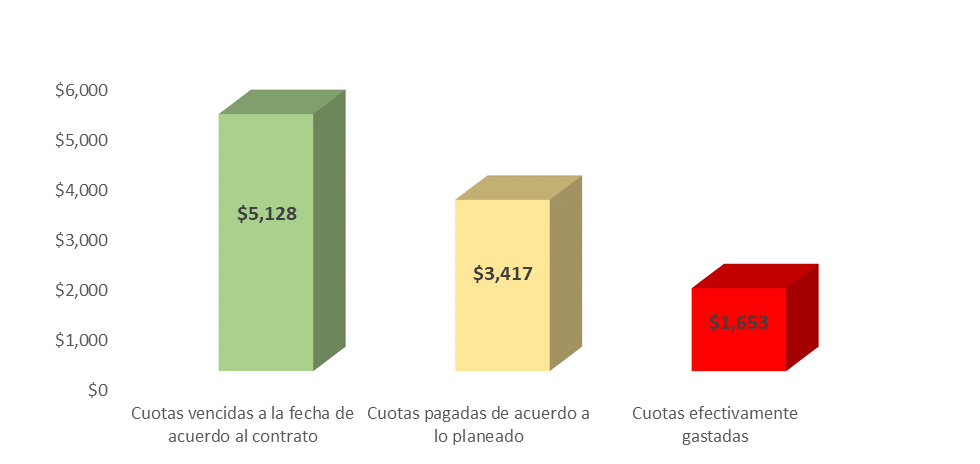 $6,000
$5,000
$4,000
$3,000
$2,000
$1,000
$0
$5,128
$3,417
$1,653
Cuotas vencidas a la fecha de
acuerdo al contrato
Cuotas pagadas de acuerdo a
lo planeado
Cuotas efectivamente
gastadas